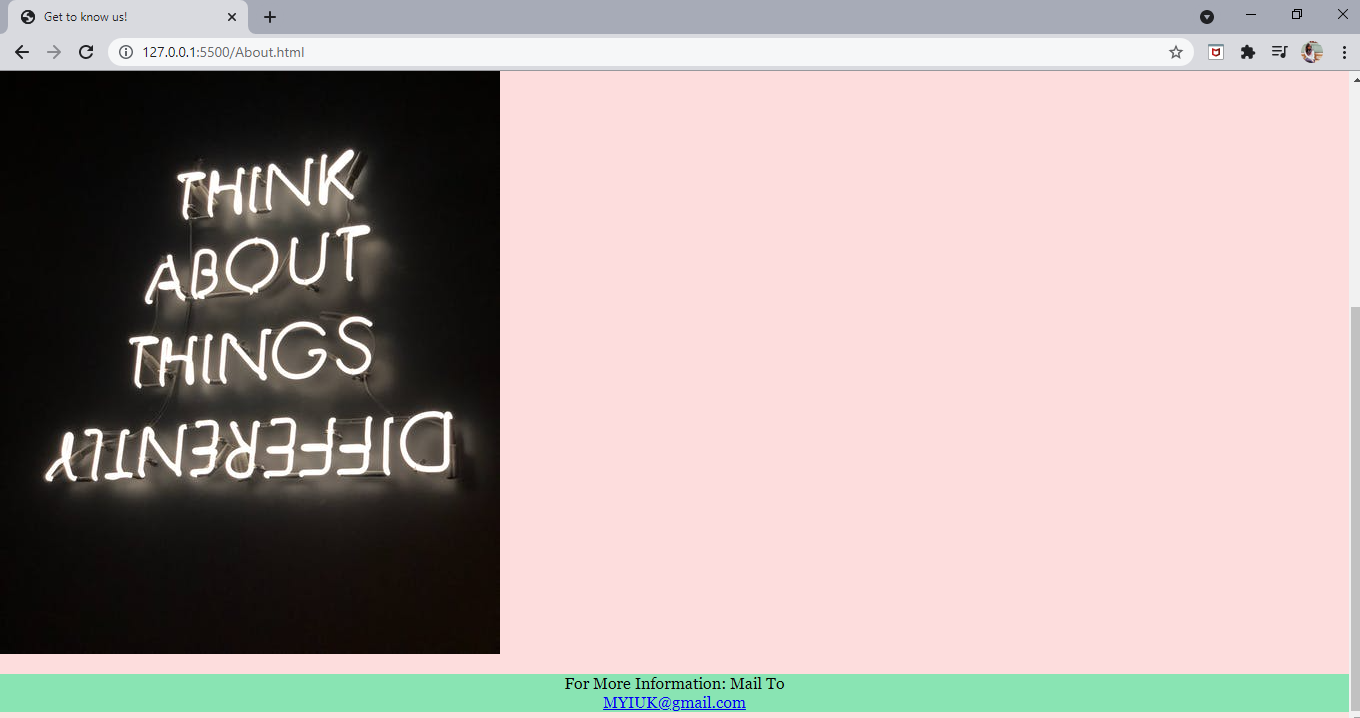 Get to know us!
127.0.0.1:5500/About.html
THINK
ABOUT
THINGS
DIFFERENTLY
For More Information: Mail To
MYIUK@gmail.com